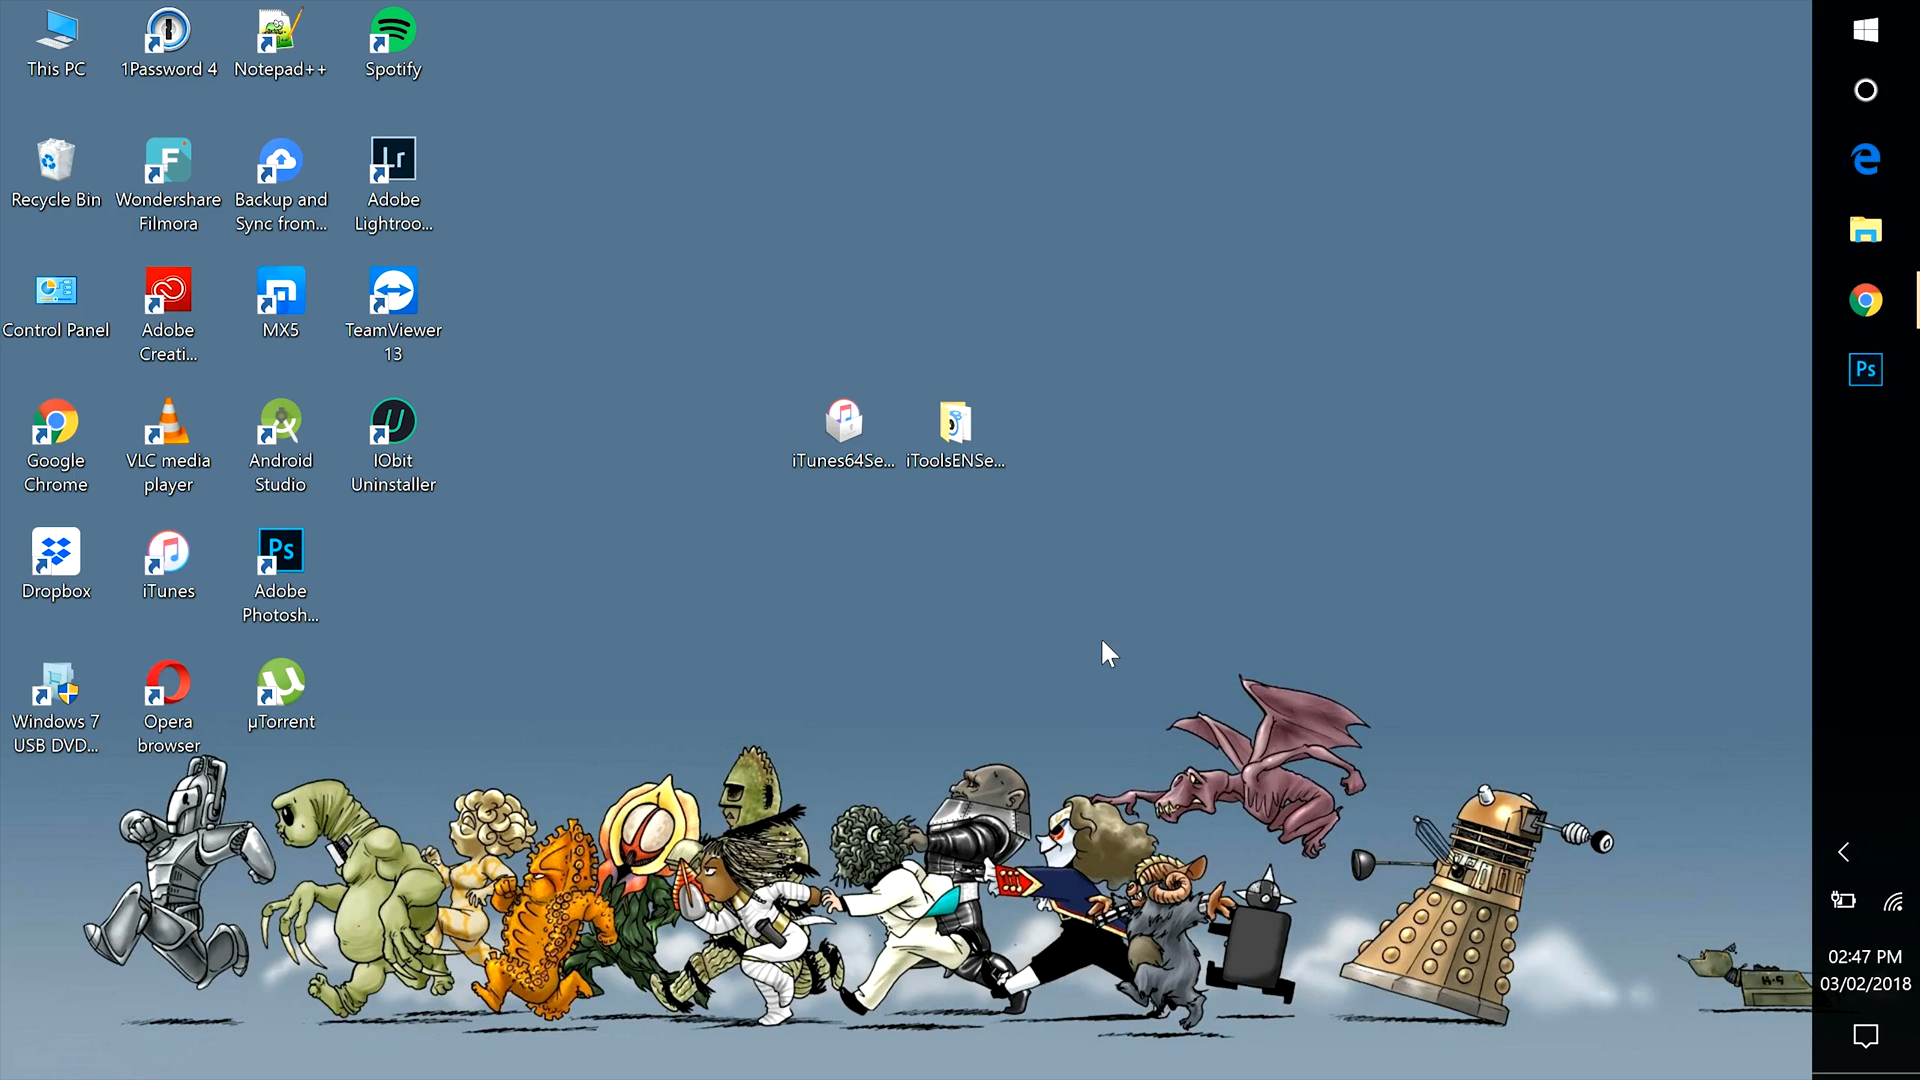 This PC
1Password 4
Notepad++
Spotify
Recycle Bin
Wondershare
Filmora
Backup and
Sync from...
Lr
Adobe
Lightroo...
Control Panel
Adobe
Creati...
MX5
TeamViewer
13
Google
Chrome
VLC media
player
Android
Studio
IObit
Uninstaller
iTunes64Se...
iToolsENSe...
Dropbox
iTunes
Ps
Adobe
Photosh...
Windows 7
USB DVD...
Opera
browser
µTorrent
Ps
02:47 PM
03/02/2018